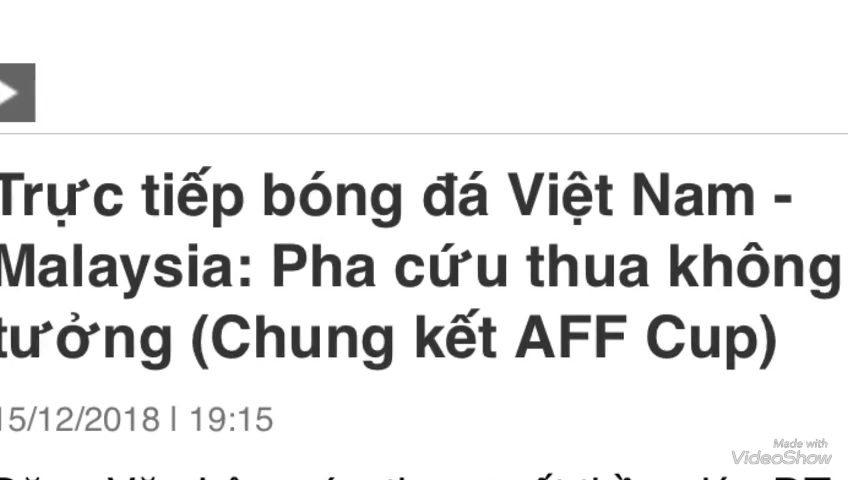 Trực tiếp bóng đá Việt Nam -
Malaysia: Pha cứu thua không
tưởng (Chung kết AFF Cup)
15/12/2018 | 19:15
Made with
VideoShow